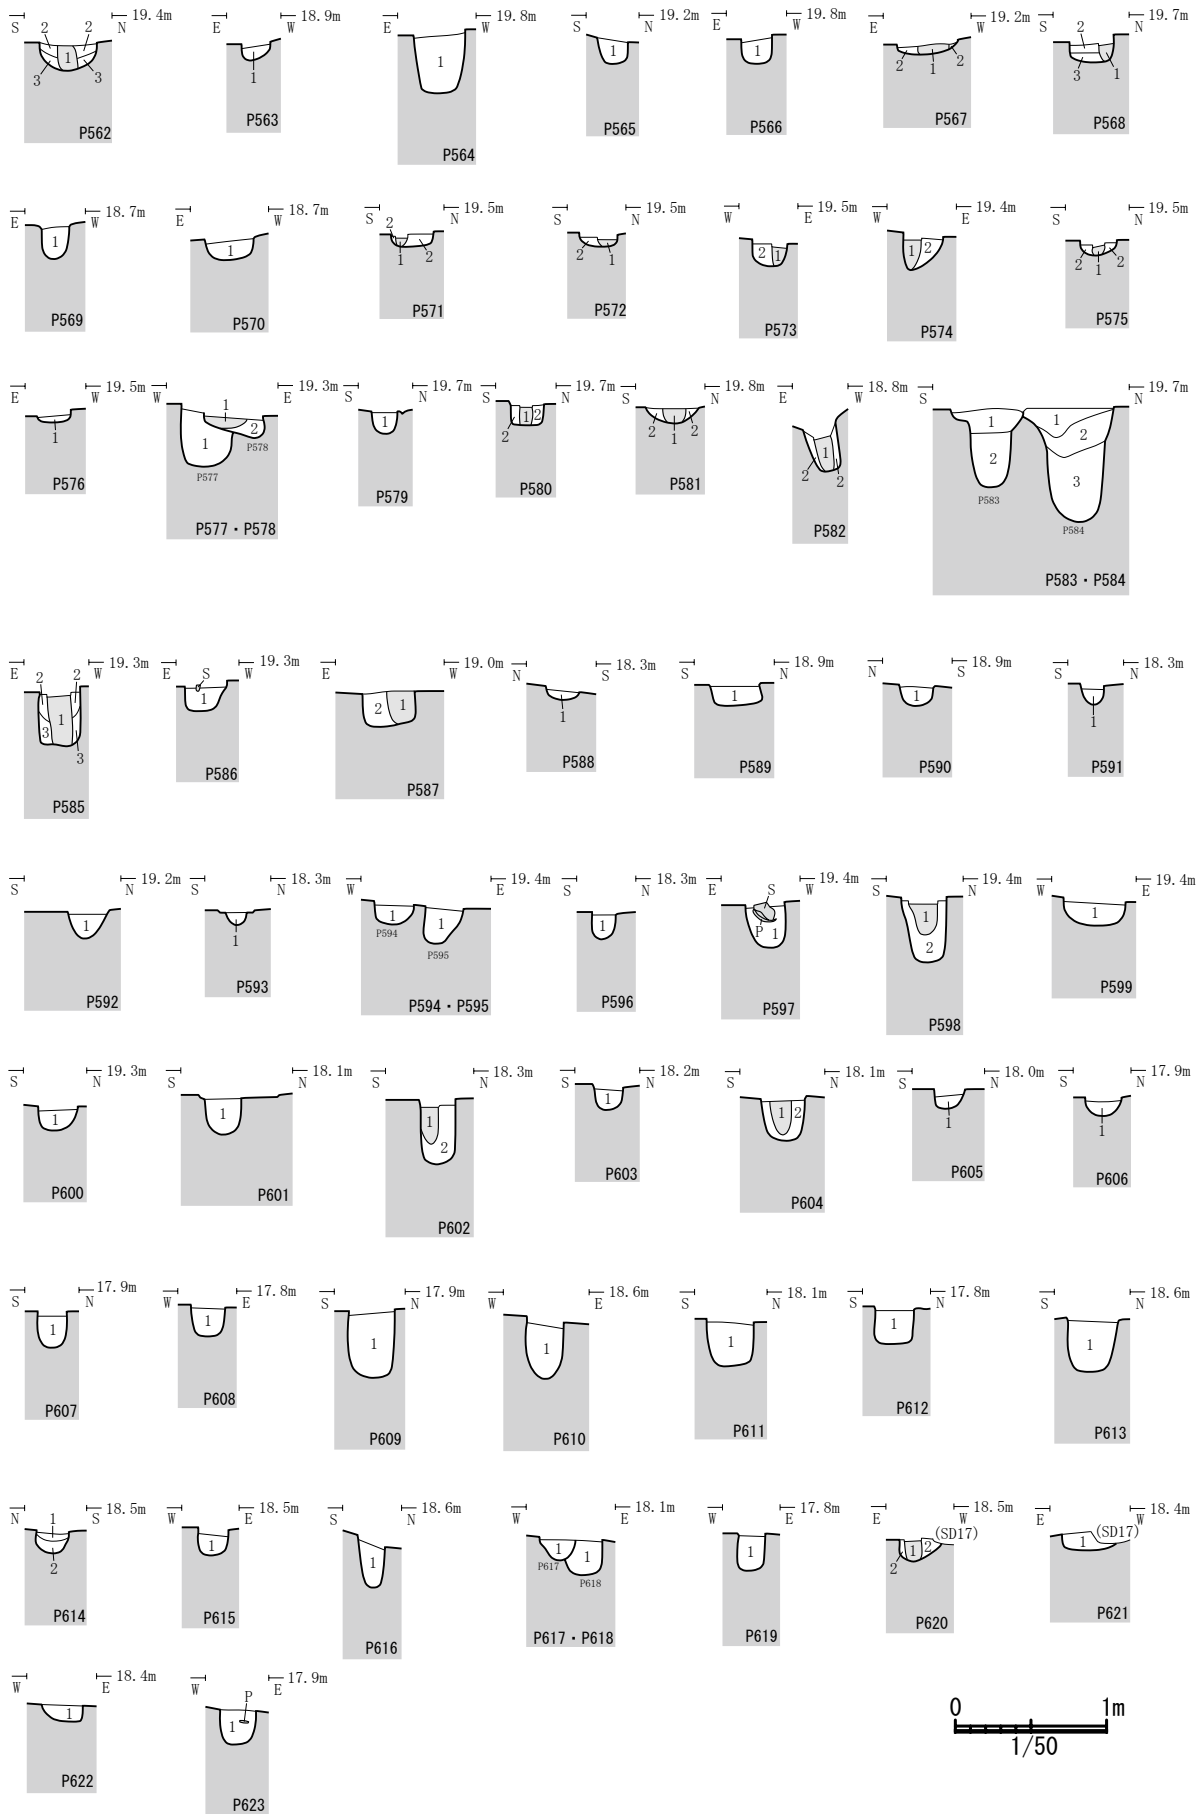 S 19.4m N 2 2 1 3 3 P562
E 18.9m W 1 P563
E 19.8m W 1 P564
S 19.2m N 1 P565
E 19.8m W 1 P566
E 19.2m W 2 1 2 P567
S 19.7m N 2 3 1 P568
E 18.7m W 1 P569
E 18.7m W 1 P570
S 19.5m N 2 1 2 P571
S 19.5m N 2 1 P572
W 19.5m E 2 1 P573
W 19.4m E 1 2 P574
S 19.5m N 2 1 2 P575
E 19.5m W 1 P576
W 19.3m E 1 2 1 P578 P577 P577・P578
S 19.7m N 1 P579
S 19.7m N 1 2 2 P580
S 19.8m N 2 1 2 P581
E 18.8m W 1 2 2 P582
S 19.7m N 1 2 P583 1 2 3 P584 P583・P584
E 19.3m W 2 2 1 3 3 P585
E 19.3m W S 1 P586
E 19.0m W 2 1 P587
N 18.3m S 1 P588
S 18.9m N 1 P589
N 18.9m S 1 P590
S 18.3m N 1 P591
S 19.2m N 1 P592
S 18.3m N 1 P593
W 19.4m E 1 P594 1 P595 P594・P595
S 18.3m N 1 P596
E 19.4m W S P 1 P597
S 19.4m N 1 2 P598
W 19.4m E 1 P599
S 19.3m N 1 P600
S 18.1m N 1 P601
S 18.3m N 1 2 P602
S 18.2m N 1 P603
S 18.1m N 1 2 P604
S 18.0m N 1 P605
S 17.9m N 1 P606
S 17.9m N 1 P607
W 17.8m E 1 P608
S 17.9m N 1 P609
W 18.6m E 1 P610
S 18.1m N 1 P611
S 17.8m N 1 P612
S 18.6m N 1 P613
N 18.5m S 1 2 P614
W 18.5m E 1 P615
S 18.6m N 1 P616
W 18.1m E 1 1 P617 P618 P617・P618
W 17.8m E 1 P619
E 18.5m W (SD17) 1 2 2 P620
E 18.4m W (SD17) 1 P621
W 18.4m E 1 P622
W 17.9m E P 1 P623
0 1m
1/50